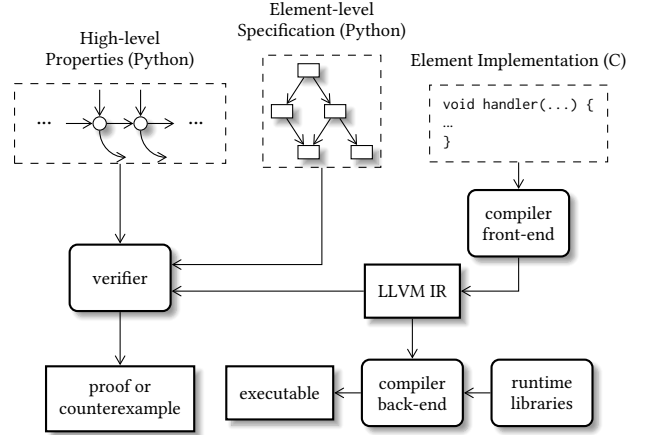 High-level
Properties (Python)
Element-level
Specification (Python)
Element Implementation (C)
...
...
void handler(...) {
...
}
compiler
front-end
verifier
LLVM IR
proof or
counterexample
executable
compiler
back-end
runtime
libraries